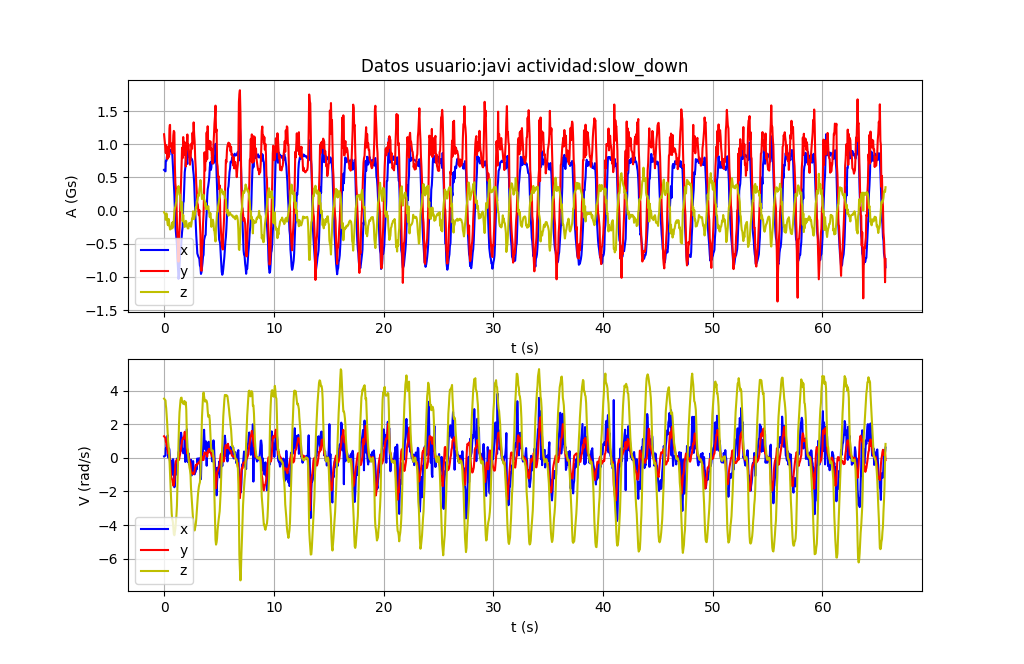 Datos usuario:javi actividad:slow_down
A (Gs)
1.5
1.0
0.5
0.0
−0.5
−1.0
−1.5
x
y
z
0 10 20 30 40 50 60
t (s)
V (rad/s)
4
2
0
−2
−4
−6
x
y
z
0 10 20 30 40 50 60
t (s)